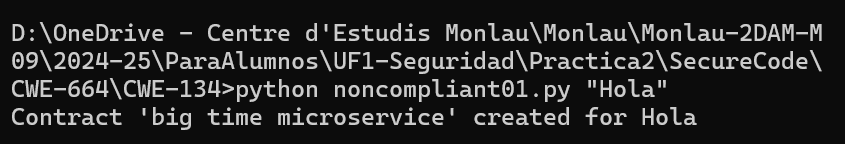 D:\OneDrive - Centre d'Estudis Monlau\Monlau\Monlau-2DAM-M
09\2024-25\ParaAlumnos\UF1-Seguridad\Practica2\SecureCode\
CWE-664\CWE-134>python noncompliant01.py "Hola"
Contract 'big time microservice' created for Hola